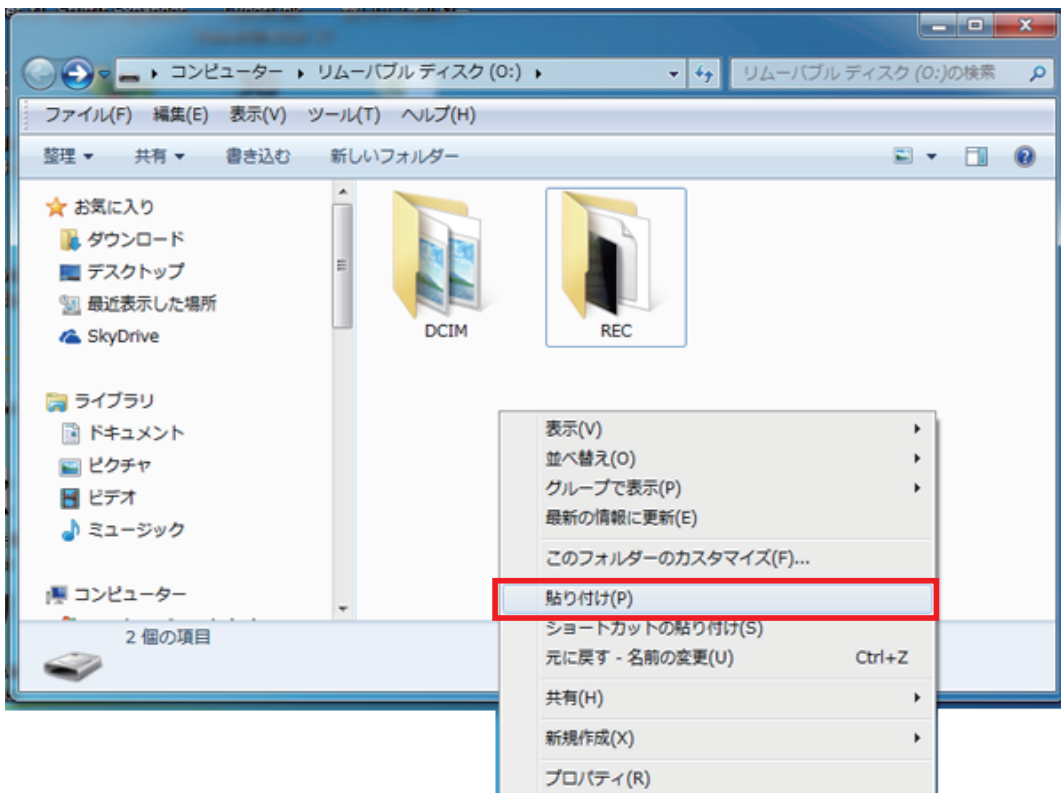 コンピューター ▸ リムーバブル ディスク (O:) ▸
リムーバブル ディスク (O:)の検索
ファイル(F) 編集(E) 表示(V) ツール(T) ヘルプ(H)
整理 ▼ 共有 ▼ 書き込む 新しいフォルダー
お気に入り
ダウンロード
デスクトップ
最近表示した場所
SkyDrive
ライブラリ
ドキュメント
ピクチャ
ビデオ
ミュージック
コンピューター
2 個の項目
DCIM
REC
表示(V)
並べ替え(O)
グループで表示(P)
最新の情報に更新(E)
このフォルダーのカスタマイズ(F)...
貼り付け(P)
ショートカットの貼り付け(S)
元に戻す - 名前の変更(U) Ctrl+Z
共有(H)
新規作成(X)
プロパティ(R)